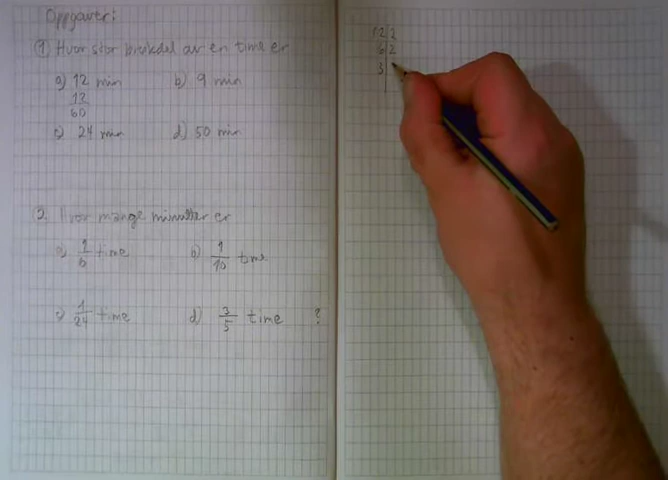 Oppgaver:
1) Hvor stor brøkdel av en time er
a) 12 min b) 9 min
12
60
c) 24 min d) 50 min
2. Hvor mange minutter er
a) 1/6 time b) 1/10 time
c) 1/24 time d) 3/5 time ?
12 2
6 2
3